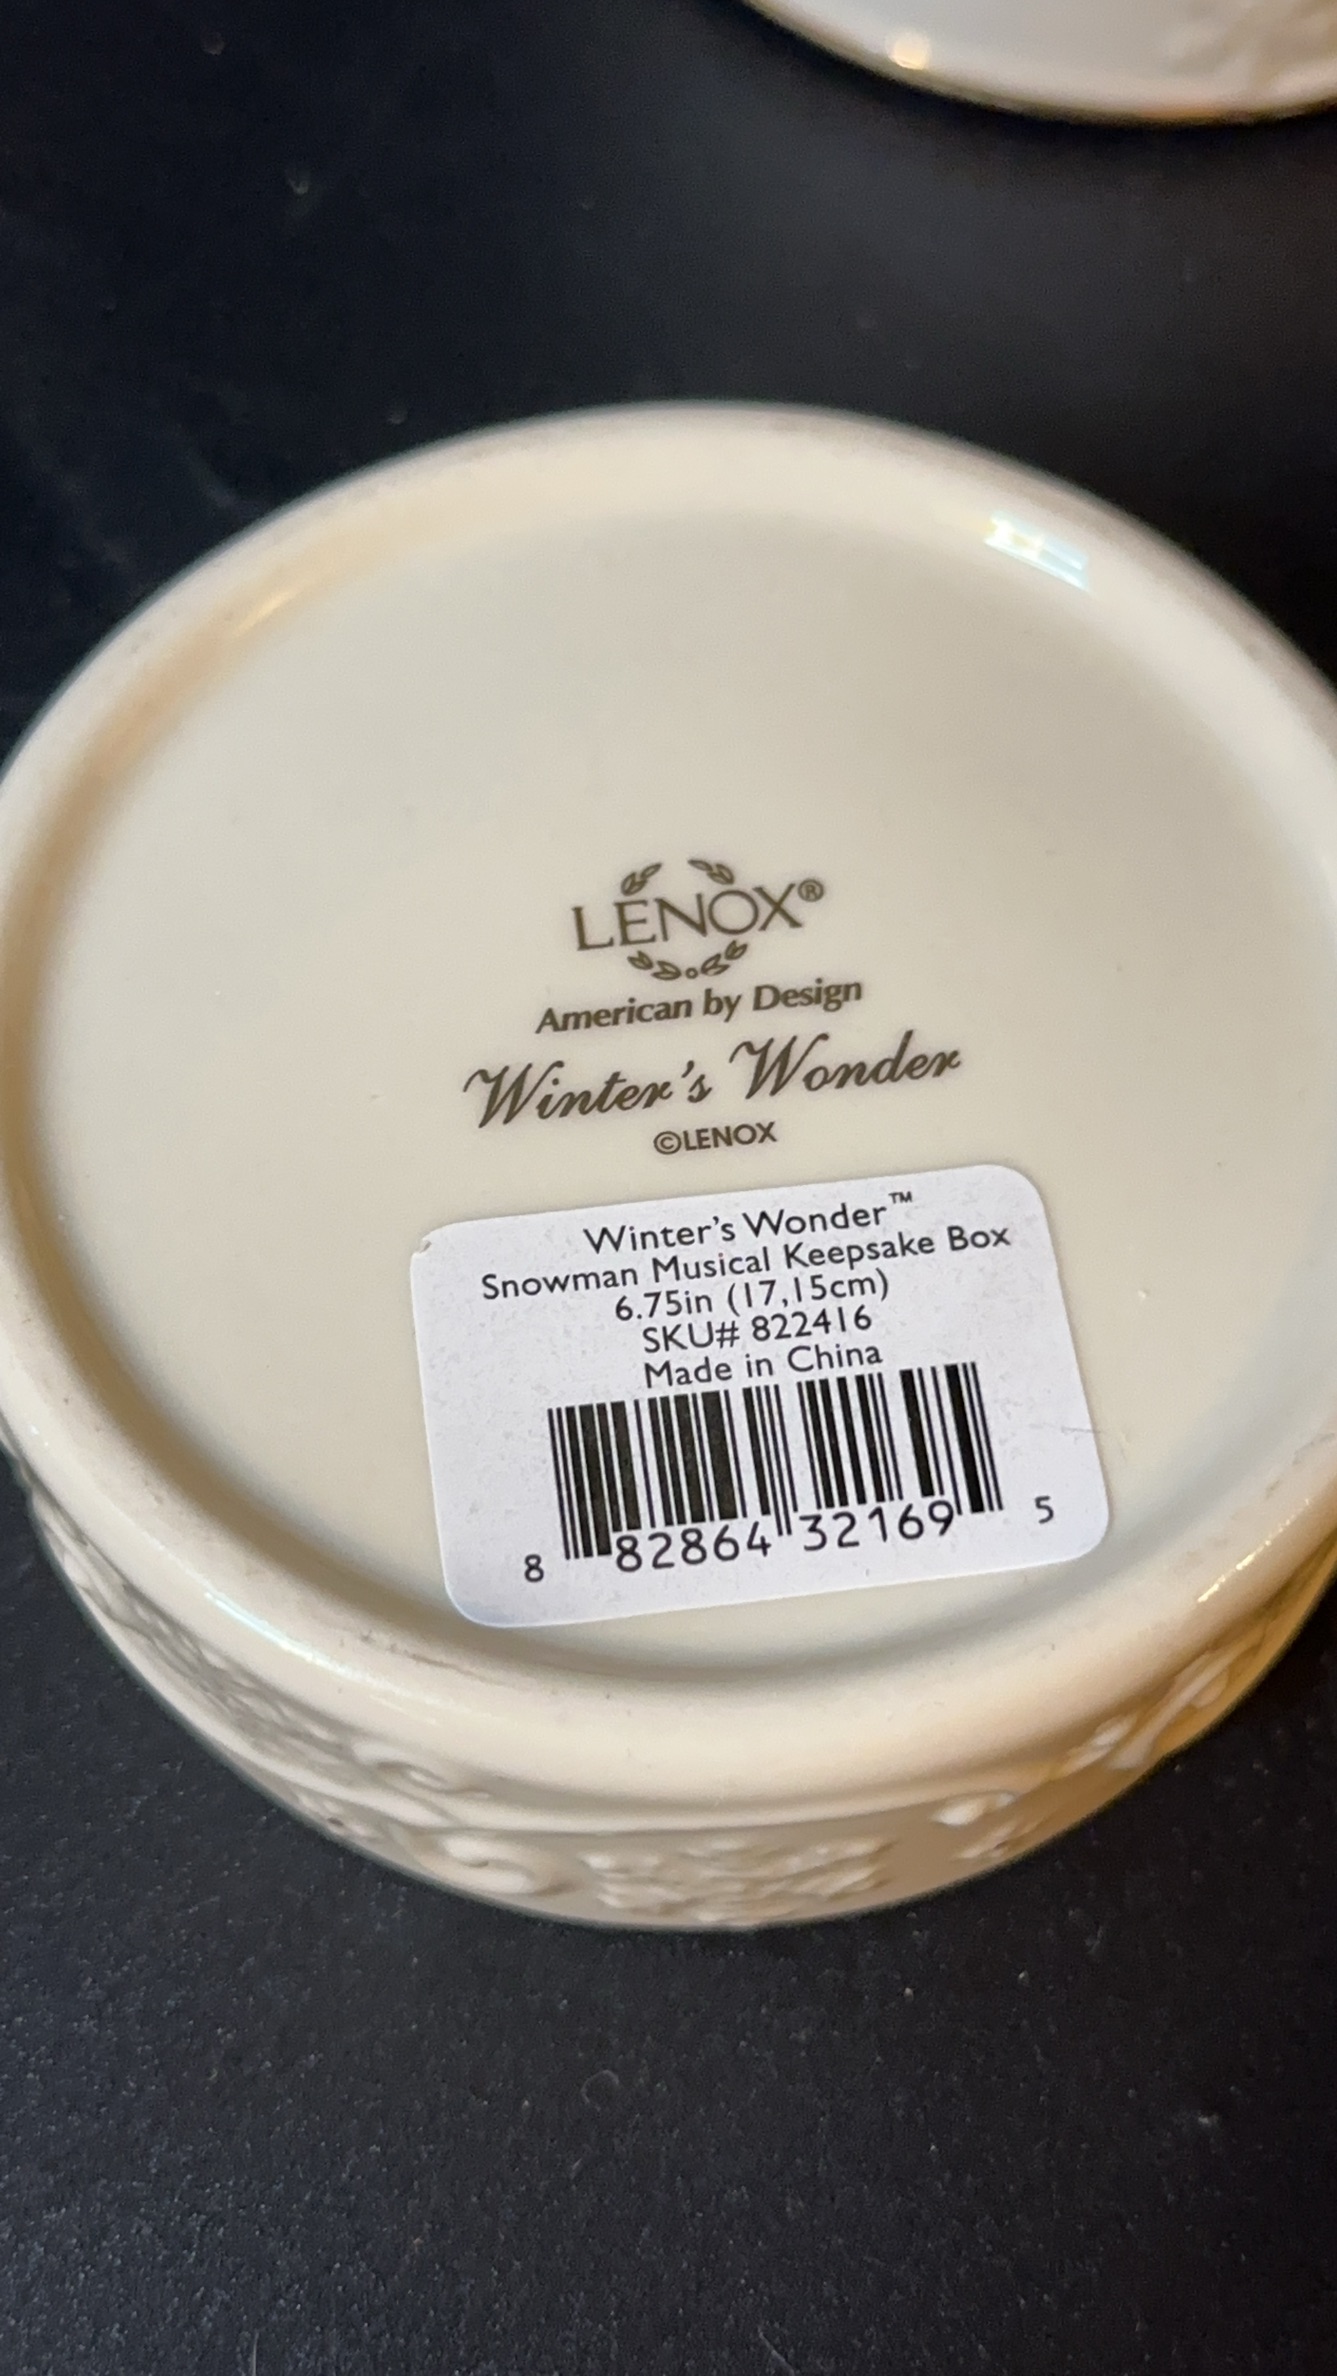 LENOX®
American by Design
Winter's Wonder
©LENOX
Winter's Wonder™
Snowman Musical Keepsake Box
6.75in (17,15cm)
SKU# 822416
Made in China
8 82864 32169 5